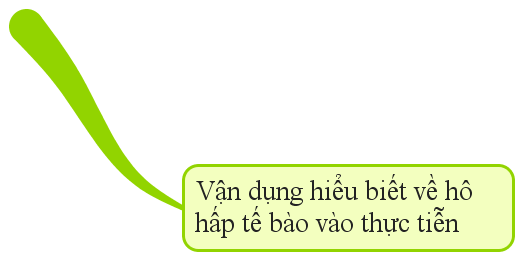 Vận dụng hiểu biết về hô
hấp tế bào vào thực tiễn